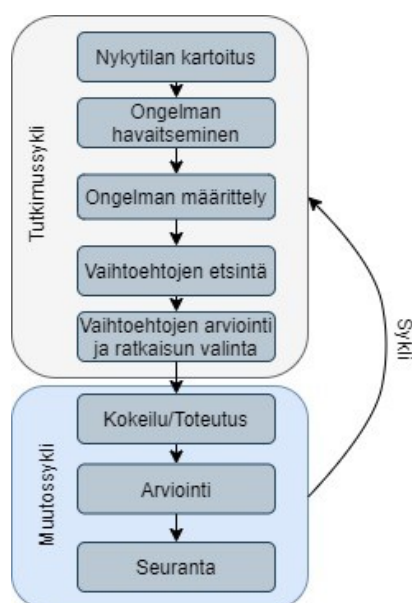 Tutkimussykli
Nykytilan kartoitus
Ongelman
havaitseminen
Ongelman määrittely
Vaihtoehtojen etsintä
Vaihtoehtojen arviointi
ja ratkaisun valinta
Muutossykli
Kokeilu/Toteutus
Arviointi
Seuranta
Sykli